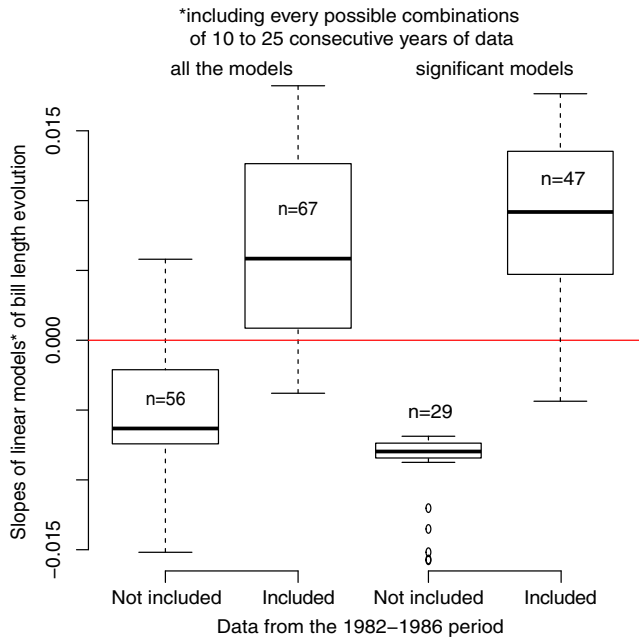 *including every possible combinations
of 10 to 25 consecutive years of data
all the models
significant models
Slopes of linear models* of bill length evolution
0.015
0.000
−0.015
n=56
n=67
n=29
n=47
Not included
Included
Not included
Included
Data from the 1982−1986 period